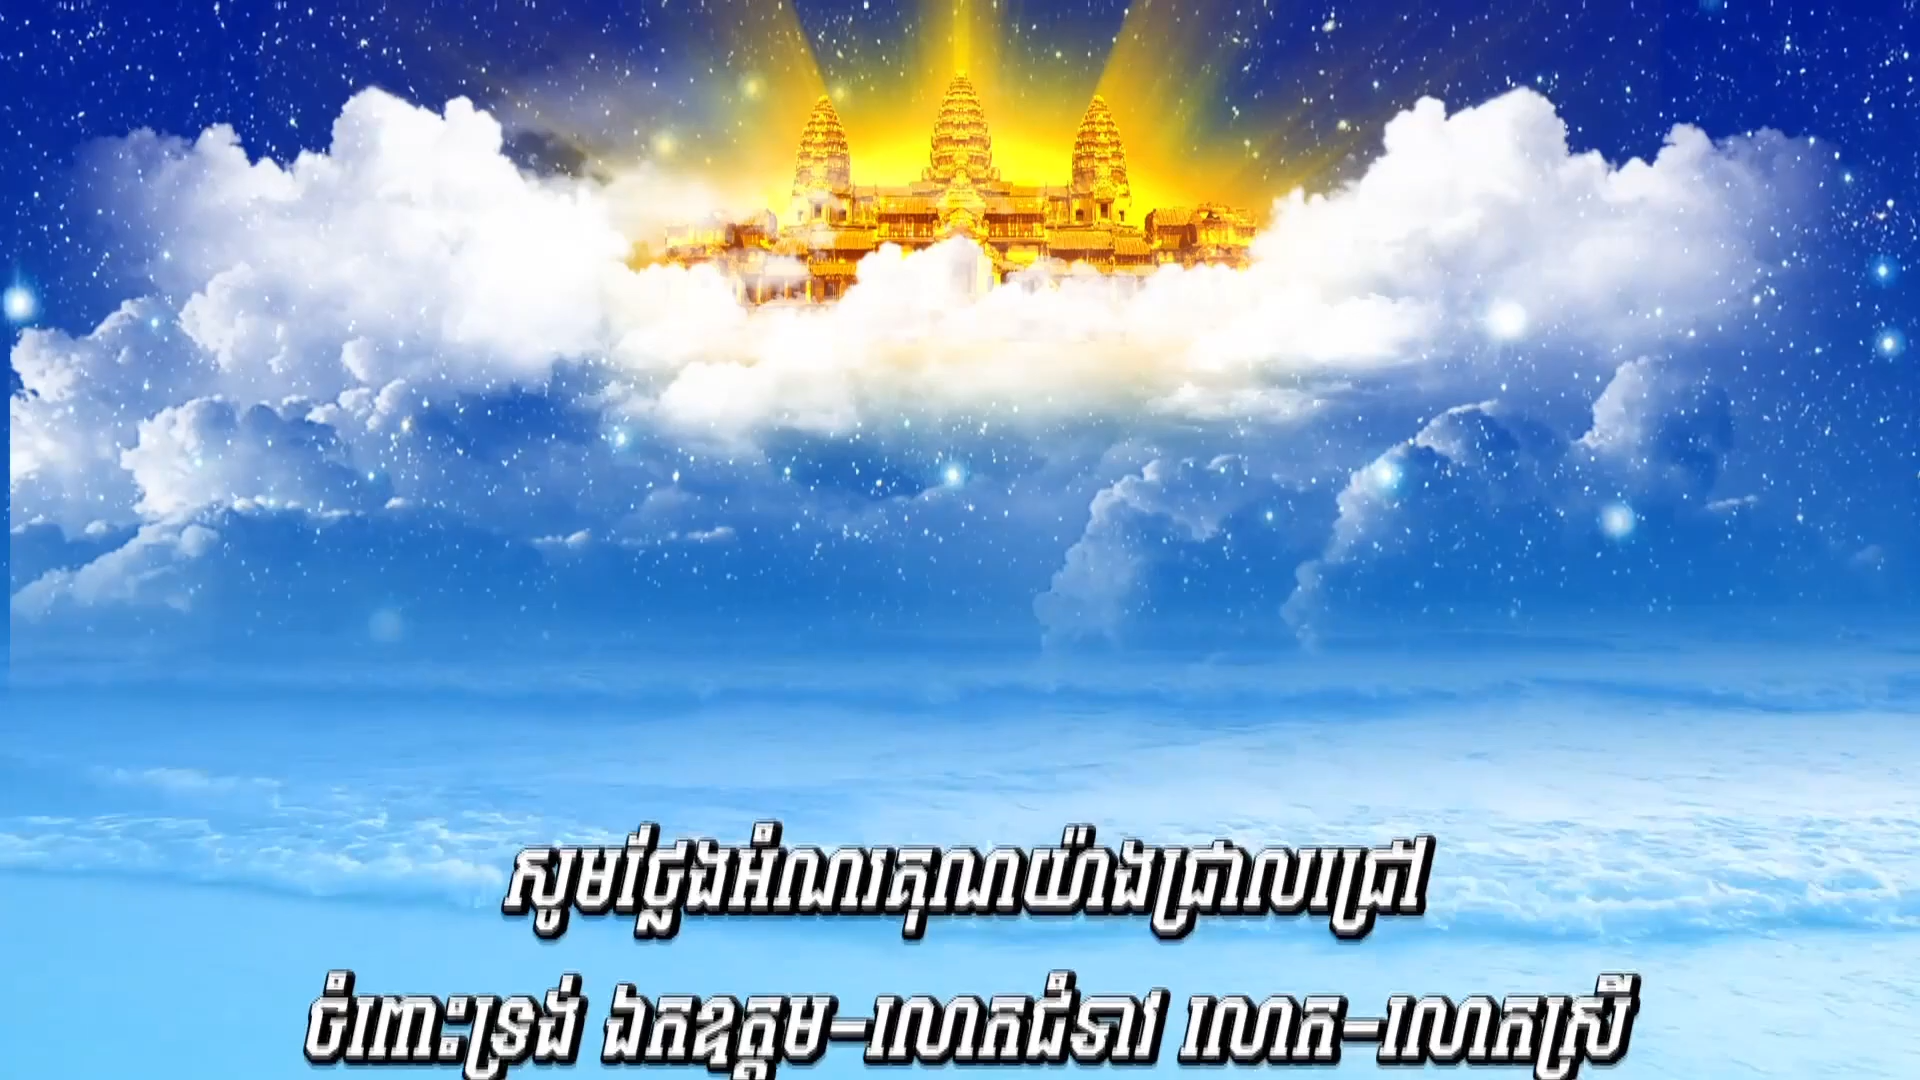 សូមថ្លែងអំណរគុណយ៉ាងជ្រាលជ្រៅ
ចំពោះទ្រង់ ឯកឧត្តម-លោកជំទាវ លោក-លោកស្រី